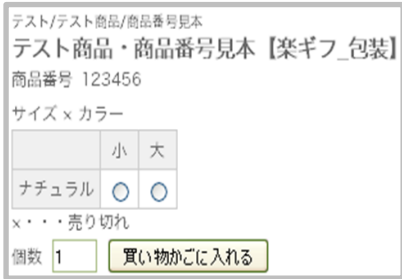 テスト/テスト商品/商品番号見本
テスト商品・商品番号見本【楽ギフ_包装】
商品番号 123456
サイズ × カラー
小 大
ナチュラル
×・・・売り切れ
個数 1 買い物かごに入れる